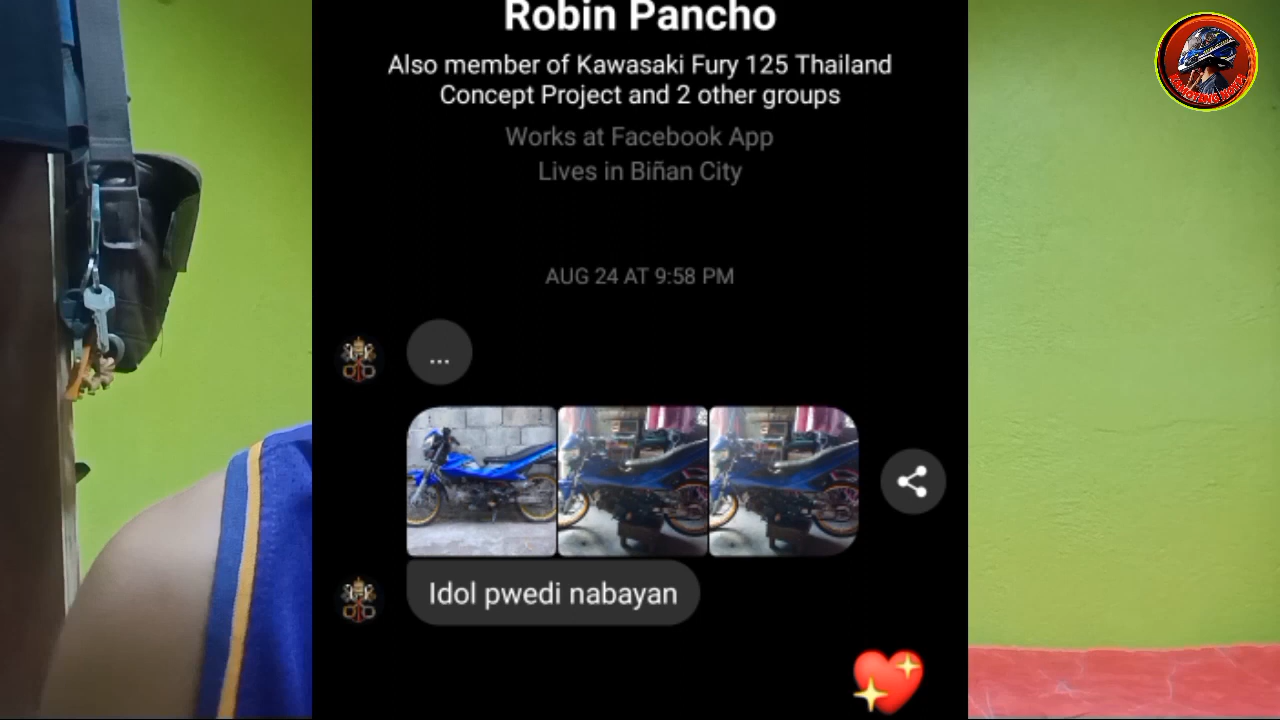 Robin Pancho
Also member of Kawasaki Fury 125 Thailand
Concept Project and 2 other groups
Works at Facebook App
Lives in Biñan City
AUG 24 AT 9:58 PM
...
Idol pwedi nabayan